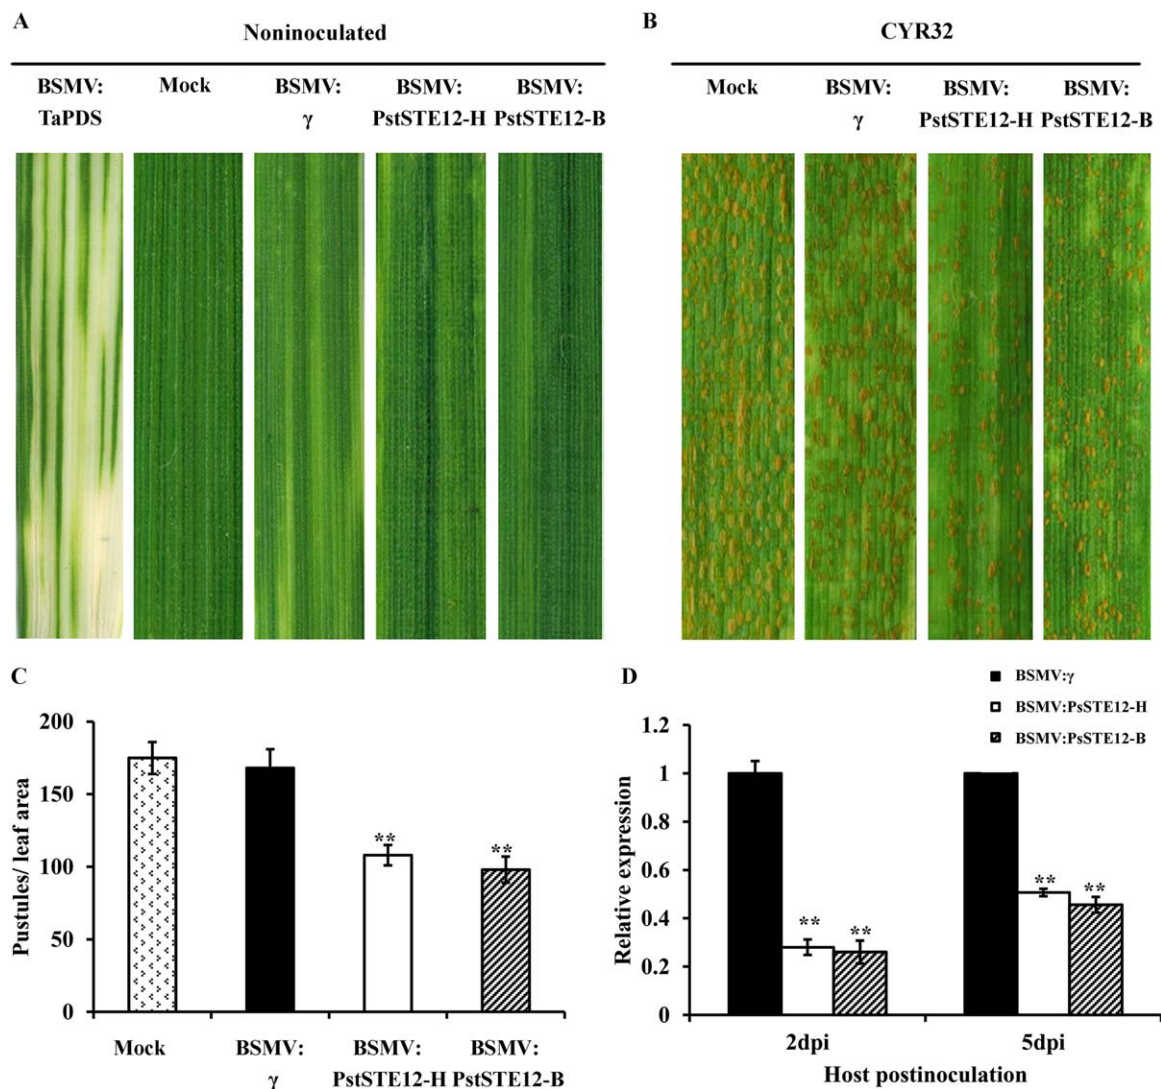 A
Noninoculated
BSMV:
TaPDS
Mock
BSMV:
γ
BSMV:
PstSTE12-H
BSMV:
PstSTE12-B
B
CYR32
Mock
BSMV:
γ
BSMV:
PstSTE12-H
BSMV:
PstSTE12-B
C
Pustules/ leaf area
200
150
100
50
0
**
**
Mock
BSMV:
γ
BSMV:
PstSTE12-H
BSMV:
PstSTE12-B
D
BSMV:γ
BSMV:PsSTE12-H
BSMV:PsSTE12-B
Relative expression
1.2
1
0.8
0.6
0.4
0.2
0
**
**
**
**
2dpi
5dpi
Host postinoculation